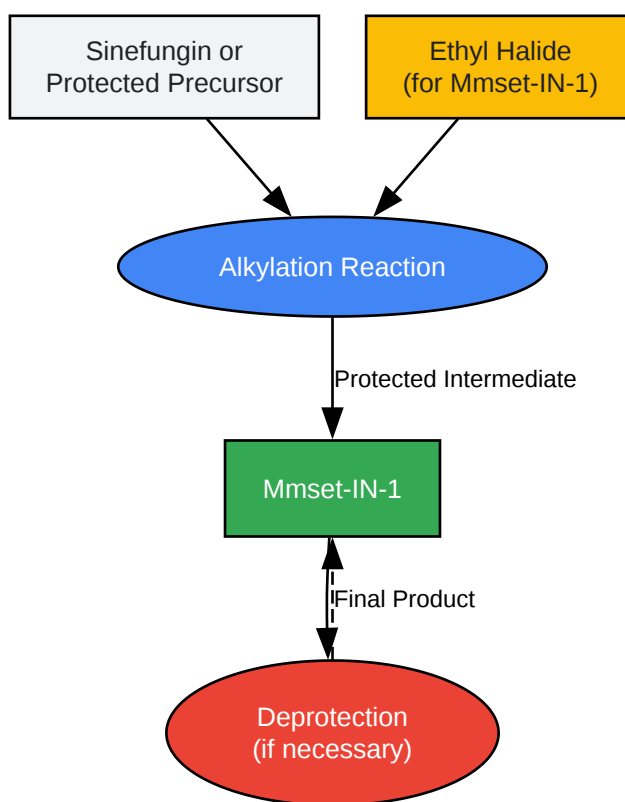 Sinefungin or
Protected Precursor
Ethyl Halide
(for Mmset-IN-1)
Alkylation Reaction
Protected Intermediate
Mmset-IN-1
Final Product
Deprotection
(if necessary)